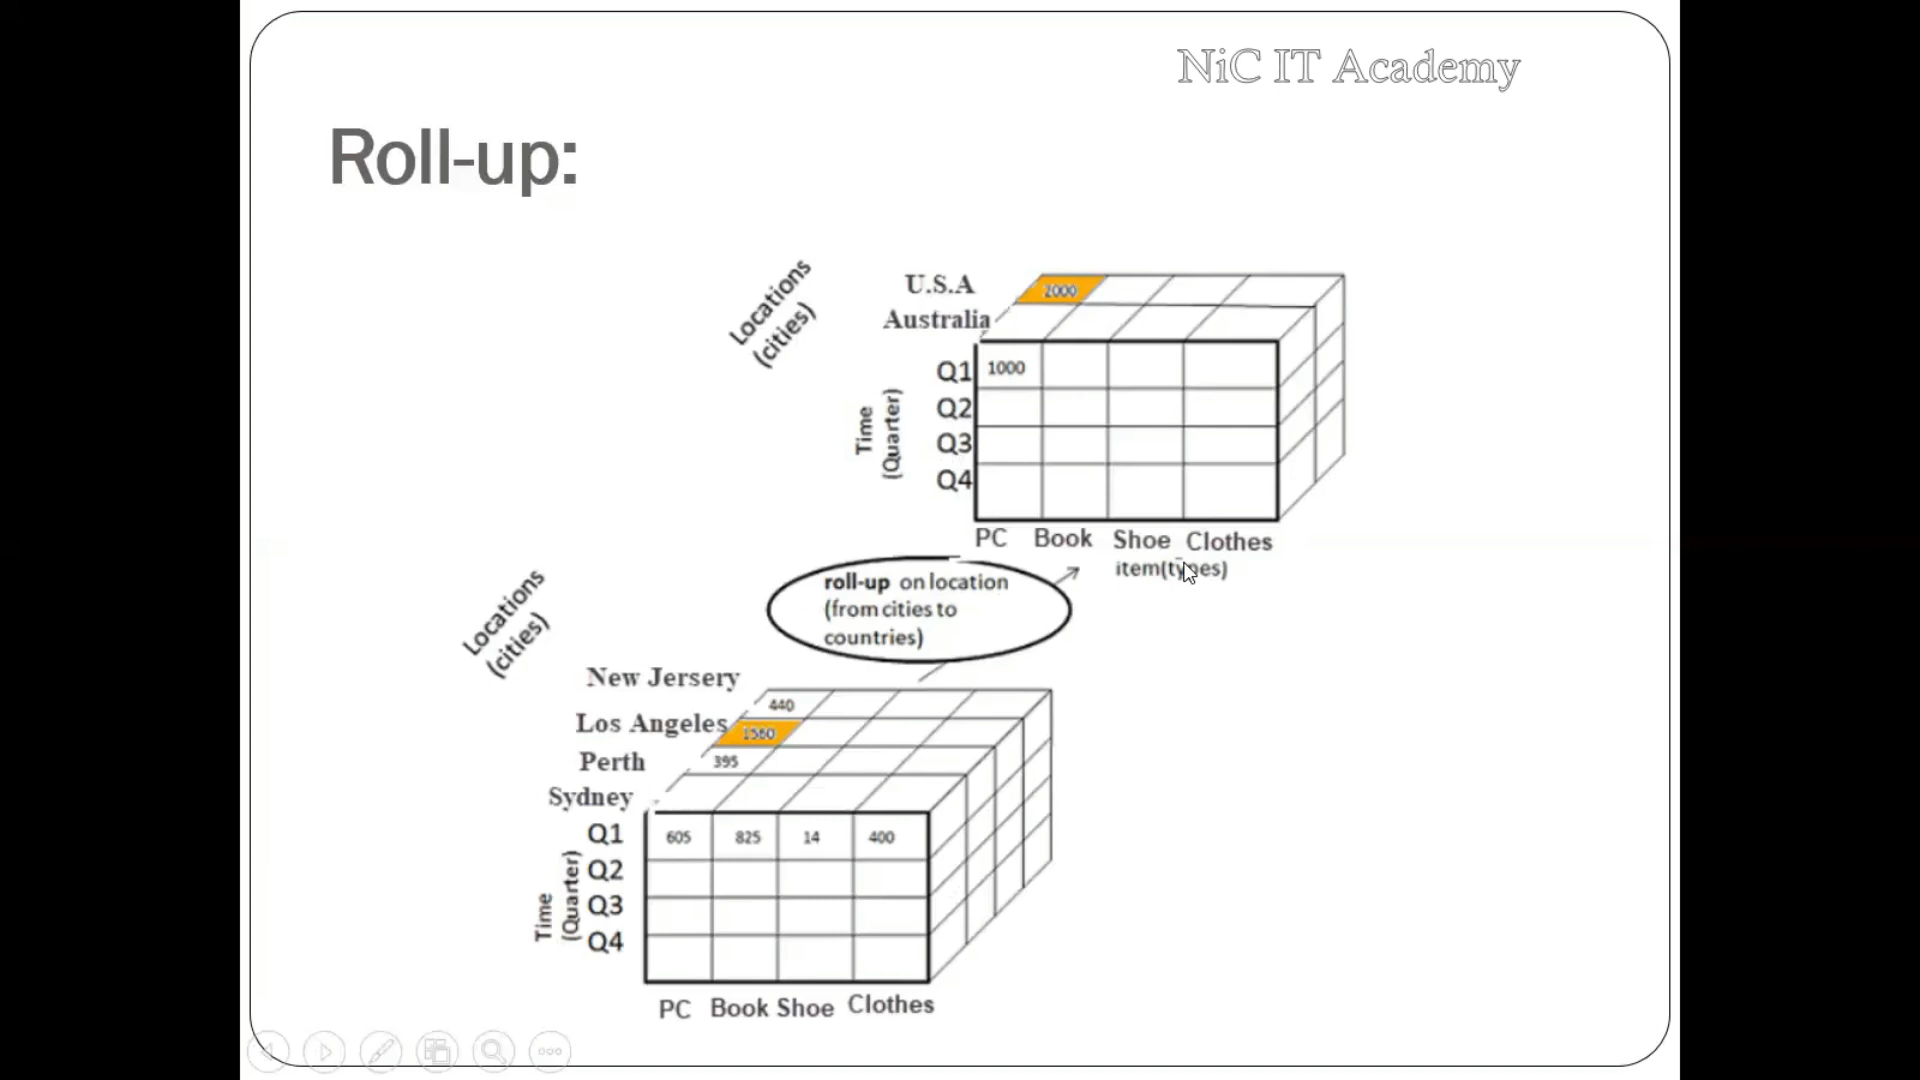 NiC IT Academy
Roll-up:
Locations
(cities)
U.S.A
2000
Australia
Q1
1000
Q2
Q3
Q4
Time
(Quarter)
PC Book Shoe Clothes
item(types)
roll-up on location
(from cities to
countries)
Locations
(cities)
New Jersery
440
Los Angeles
1560
Perth
395
Sydney
Q1
605 825 14 400
Q2
Q3
Q4
Time
(Quarter)
PC Book Shoe Clothes